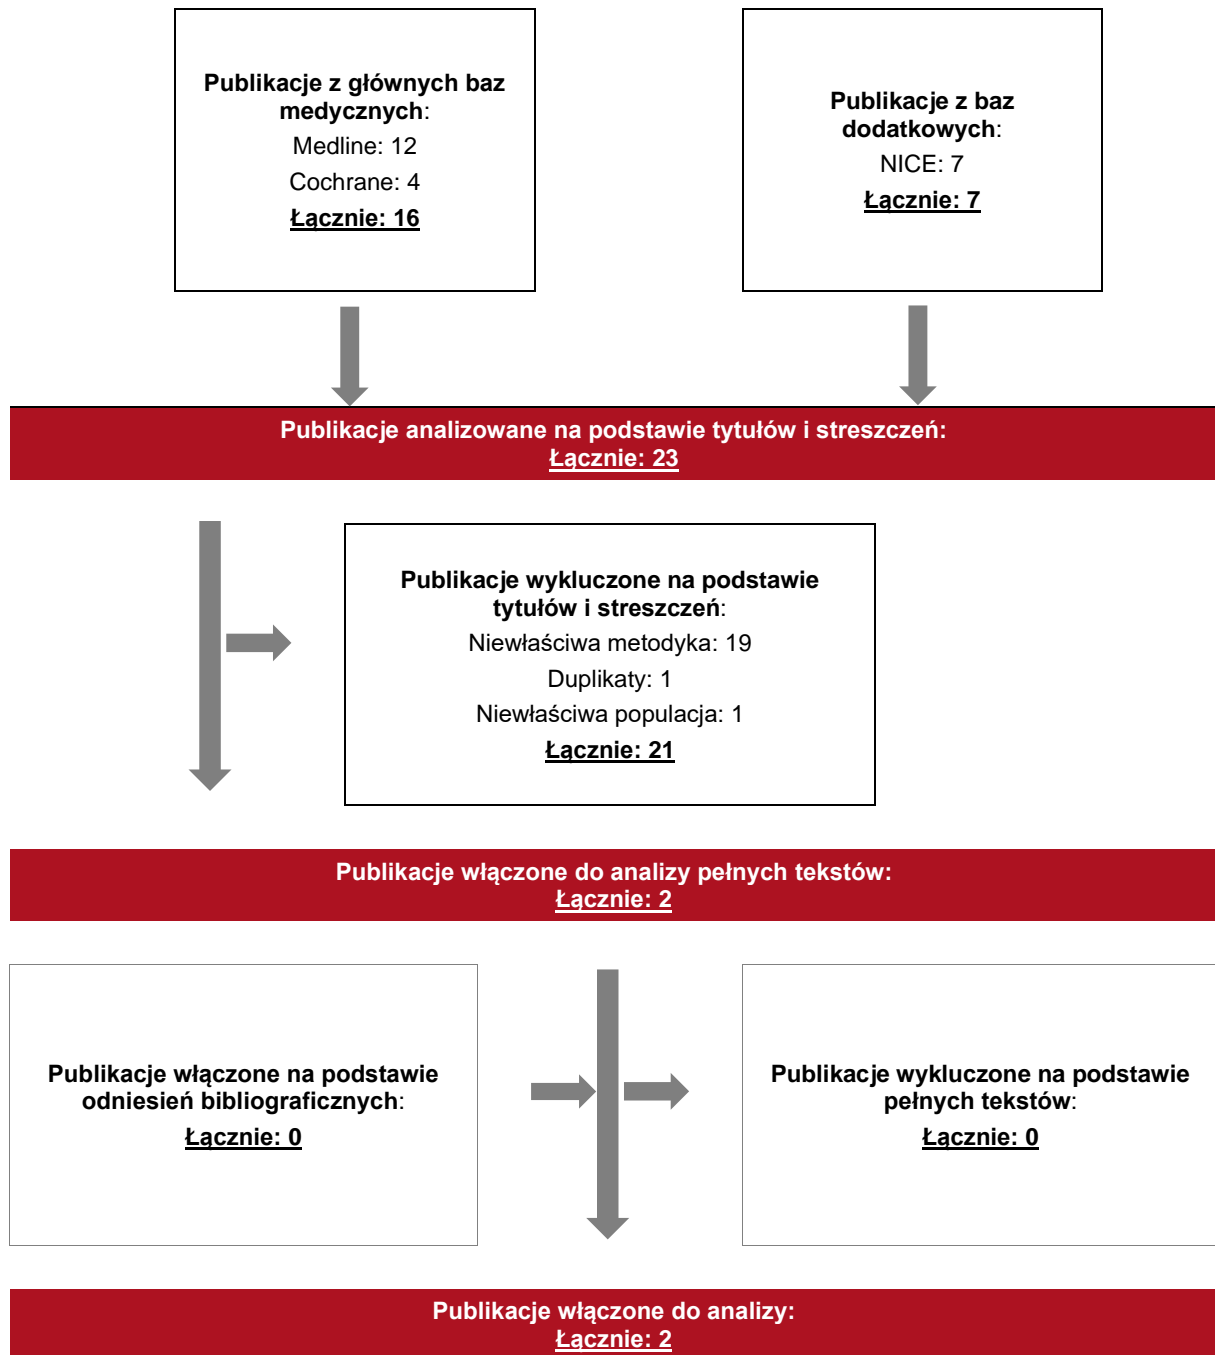 Publikacje z głównych baz
medycznych:
Medline: 12
Cochrane: 4
Łącznie: 16
Publikacje z baz
dodatkowych:
NICE: 7
Łącznie: 7
Publikacje analizowane na podstawie tytułów i streszczeń:
Łącznie: 23
Publikacje wykluczone na podstawie
tytułów i streszczeń:
Niewłaściwa metodyka: 19
Duplikaty: 1
Niewłaściwa populacja: 1
Łącznie: 21
Publikacje włączone do analizy pełnych tekstów:
Łącznie: 2
Publikacje włączone na podstawie
odniesień bibliograficznych:
Łącznie: 0
Publikacje wykluczone na podstawie
pełnych tekstów:
Łącznie: 0
Publikacje włączone do analizy:
Łącznie: 2